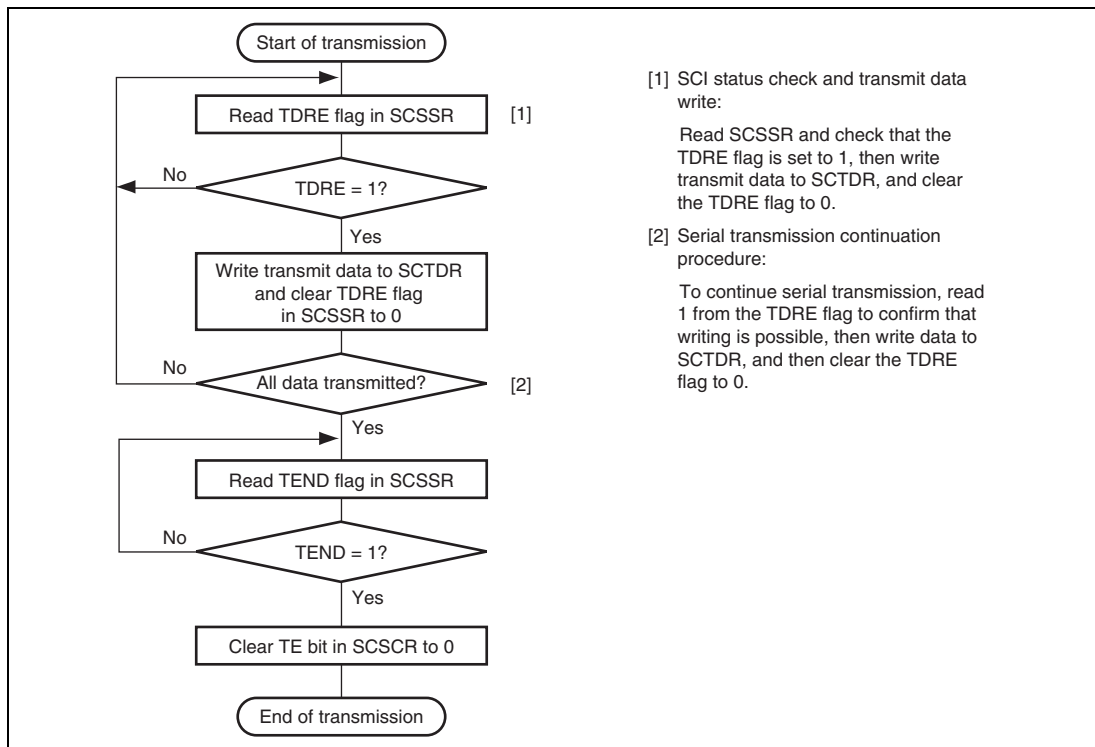 Start of transmission
Read TDRE flag in SCSSR
[1]
No
TDRE = 1?
Yes
Write transmit data to SCTDR
and clear TDRE flag
in SCSSR to 0
No
All data transmitted?
[2]
Yes
Read TEND flag in SCSSR
No
TEND = 1?
Yes
Clear TE bit in SCSCR to 0
End of transmission
[1] SCI status check and transmit data
write:
Read SCSSR and check that the
TDRE flag is set to 1, then write
transmit data to SCTDR, and clear
the TDRE flag to 0.
[2] Serial transmission continuation
procedure:
To continue serial transmission, read
1 from the TDRE flag to confirm that
writing is possible, then write data to
SCTDR, and then clear the TDRE
flag to 0.